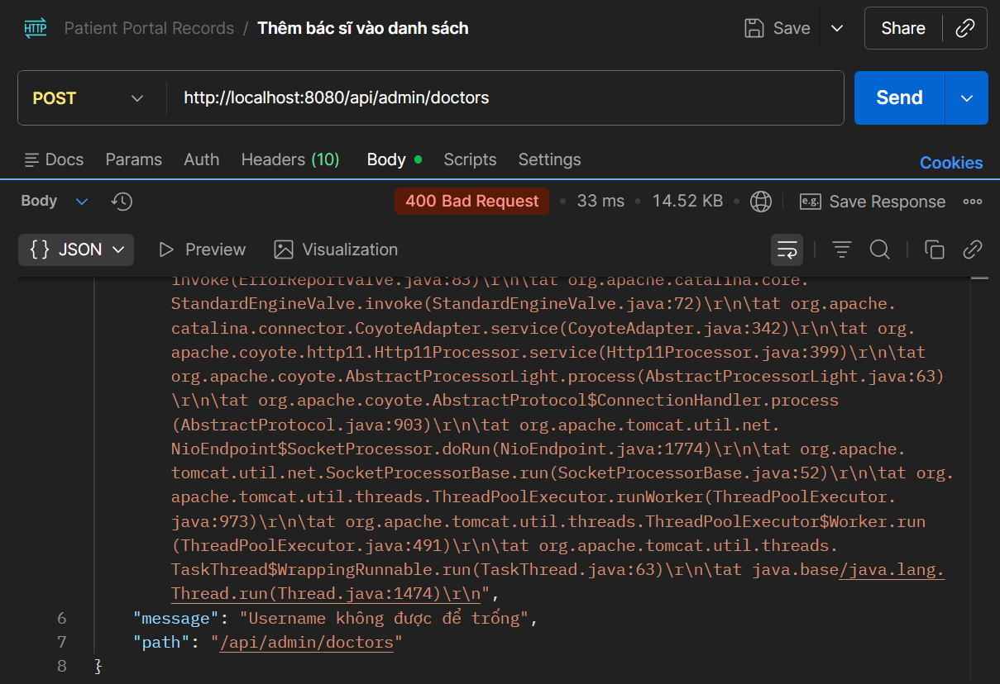 HTTP Patient Portal Records / Thêm bác sĩ vào danh sách Save Share
POST http://localhost:8080/api/admin/doctors Send
Docs Params Auth Headers (10) Body Scripts Settings Cookies
Body 400 Bad Request 33 ms 14.52 KB e.g. Save Response
{} JSON Preview Visualization
invoke(ErrorReportValve.java:83)\r\n\tat org.apache.catalina.core.
StandardEngineValve.invoke(StandardEngineValve.java:72)\r\n\tat org.apache.
catalina.connector.CoyoteAdapter.service(CoyoteAdapter.java:342)\r\n\tat org.
apache.coyote.http11.Http11Processor.service(Http11Processor.java:399)\r\n\tat
org.apache.coyote.AbstractProcessorLight.process(AbstractProcessorLight.java:63)
\r\n\tat org.apache.coyote.AbstractProtocol$ConnectionHandler.process
(AbstractProtocol.java:903)\r\n\tat org.apache.tomcat.util.net.
NioEndpoint$SocketProcessor.doRun(NioEndpoint.java:1774)\r\n\tat org.apache.
tomcat.util.net.SocketProcessorBase.run(SocketProcessorBase.java:52)\r\n\tat org.
apache.tomcat.util.threads.ThreadPoolExecutor.runWorker(ThreadPoolExecutor.
java:973)\r\n\tat org.apache.tomcat.util.threads.ThreadPoolExecutor$Worker.run
(ThreadPoolExecutor.java:491)\r\n\tat org.apache.tomcat.util.threads.
TaskThread$WrappingRunnable.run(TaskThread.java:63)\r\n\tat java.base/java.lang.
Thread.run(Thread.java:1474)\r\n",
6 "message": "Username không được để trống",
7 "path": "/api/admin/doctors"
8 }